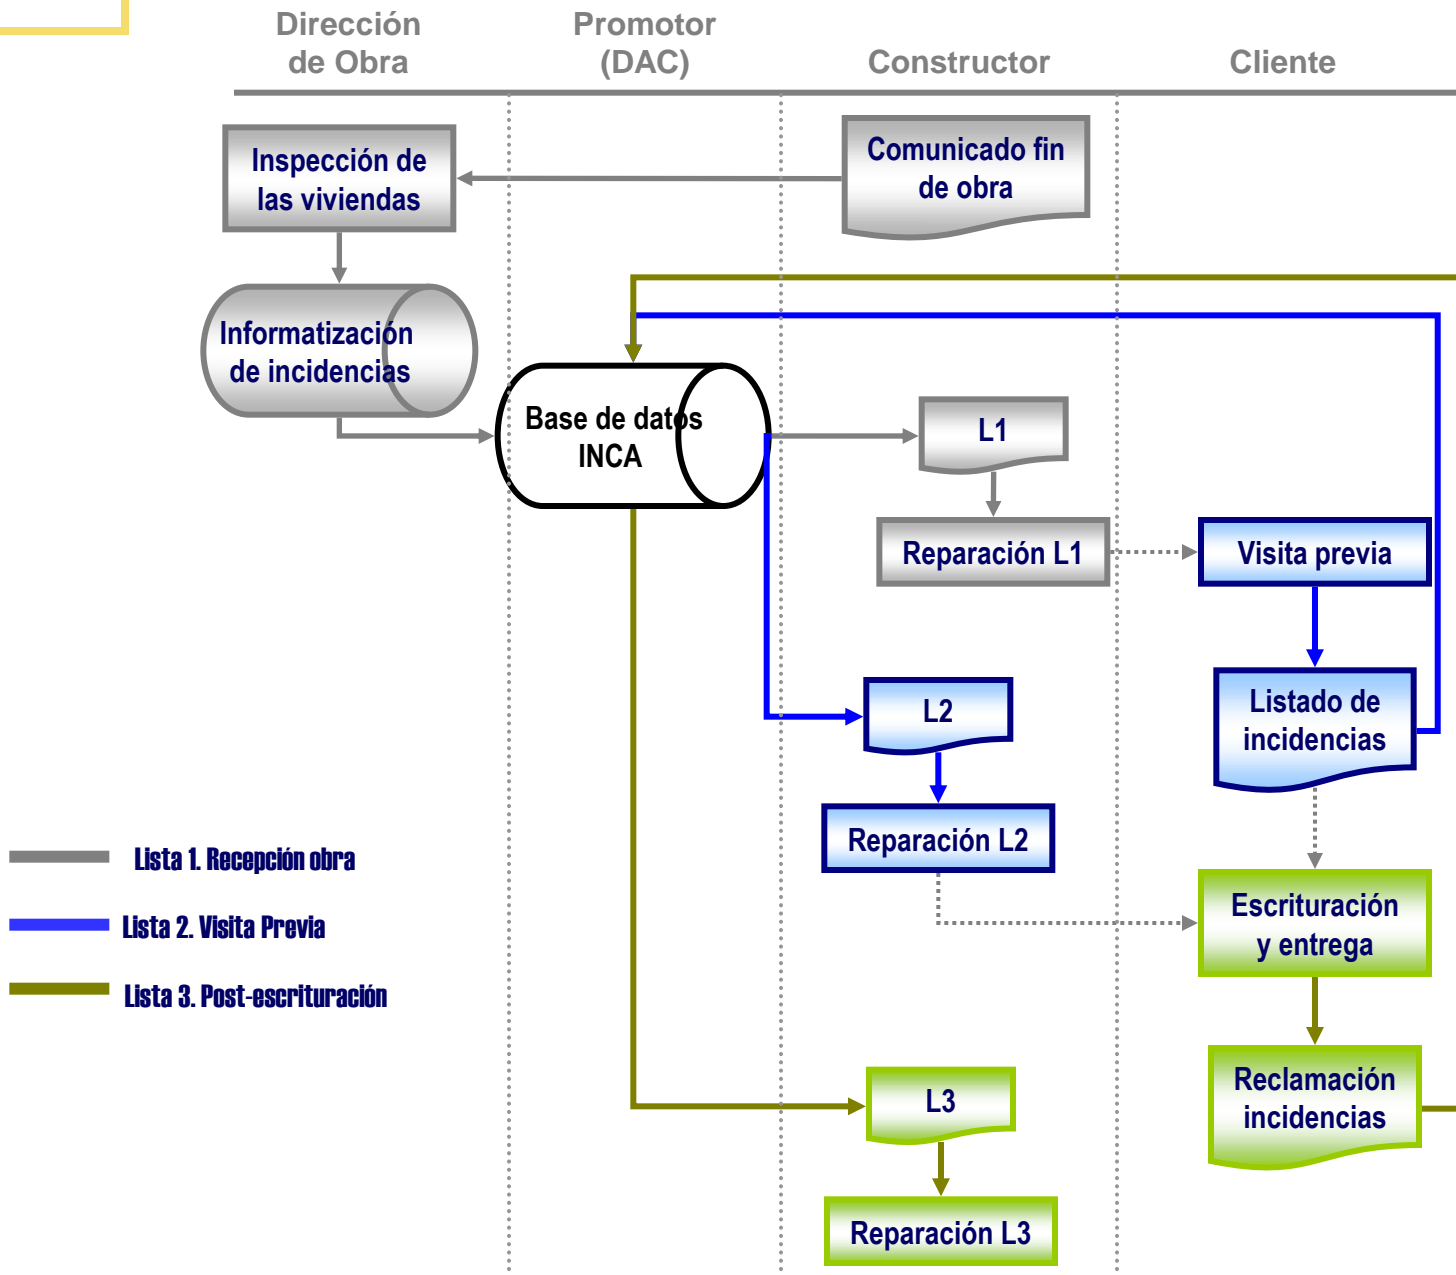 Dirección
de Obra
Promotor
(DAC)
Constructor
Cliente
Inspección de
las viviendas
Comunicado fin
de obra
Informatización
de incidencias
Base de datos
INCA
L1
Reparación L1
Visita previa
L2
Listado de
incidencias
Reparación L2
Lista 1. Recepción obra
Lista 2. Visita Previa
Lista 3. Post-escrituración
Escrituración
y entrega
L3
Reclamación
incidencias
Reparación L3